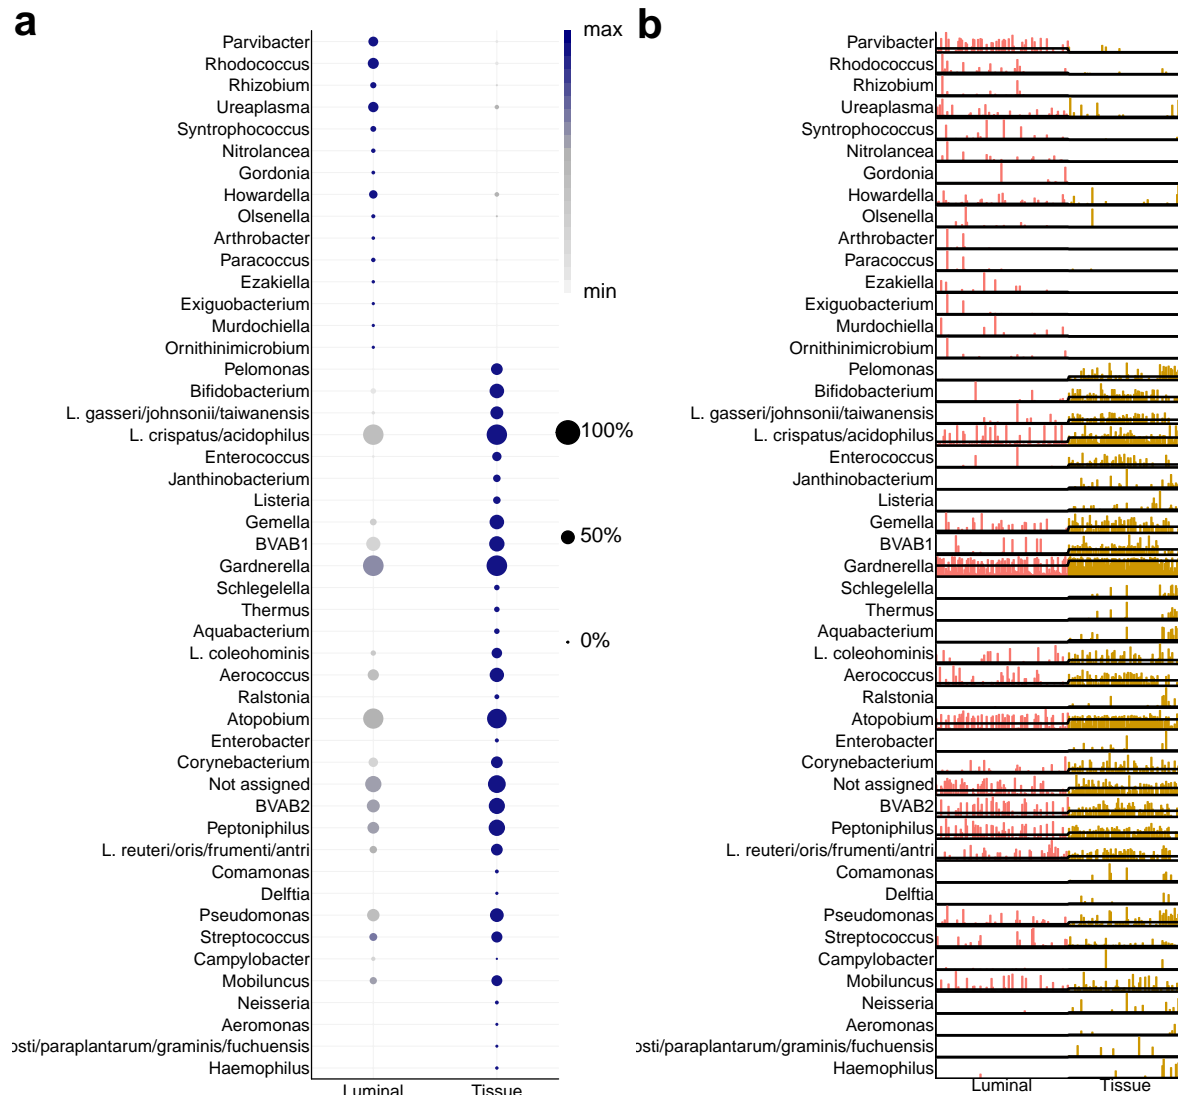 a
Parvibacter
Rhodococcus
Rhizobium
Ureaplasma
Syntrophococcus
Nitrolancea
Gordonia
Howardella
Olsenella
Arthrobacter
Paracoccus
Ezakiella
Exiguobacterium
Murdochiella
Ornithinimicrobium
Pelomonas
Bifidobacterium
L. gasseri/johnsonii/taiwanensis
L. crispatus/acidophilus
Enterococcus
Janthinobacterium
Listeria
Gemella
BVAB1
Gardnerella
Schlegelella
Thermus
Aquabacterium
L. coleohominis
Aerococcus
Ralstonia
Atopobium
Enterobacter
Corynebacterium
Not assigned
BVAB2
Peptoniphilus
L. reuteri/oris/frumenti/antri
Comamonas
Delftia
Pseudomonas
Streptococcus
Campylobacter
Mobiluncus
Neisseria
Aeromonas
osti/paraplantarum/graminis/fuchuensis
Haemophilus
Luminal
Tissue
max
min
100%
50%
0%
b
Parvibacter
Rhodococcus
Rhizobium
Ureaplasma
Syntrophococcus
Nitrolancea
Gordonia
Howardella
Olsenella
Arthrobacter
Paracoccus
Ezakiella
Exiguobacterium
Murdochiella
Ornithinimicrobium
Pelomonas
Bifidobacterium
L. gasseri/johnsonii/taiwanensis
L. crispatus/acidophilus
Enterococcus
Janthinobacterium
Listeria
Gemella
BVAB1
Gardnerella
Schlegelella
Thermus
Aquabacterium
L. coleohominis
Aerococcus
Ralstonia
Atopobium
Enterobacter
Corynebacterium
Not assigned
BVAB2
Peptoniphilus
L. reuteri/oris/frumenti/antri
Comamonas
Delftia
Pseudomonas
Streptococcus
Campylobacter
Mobiluncus
Neisseria
Aeromonas
osti/paraplantarum/graminis/fuchuensis
Haemophilus
Luminal
Tissue